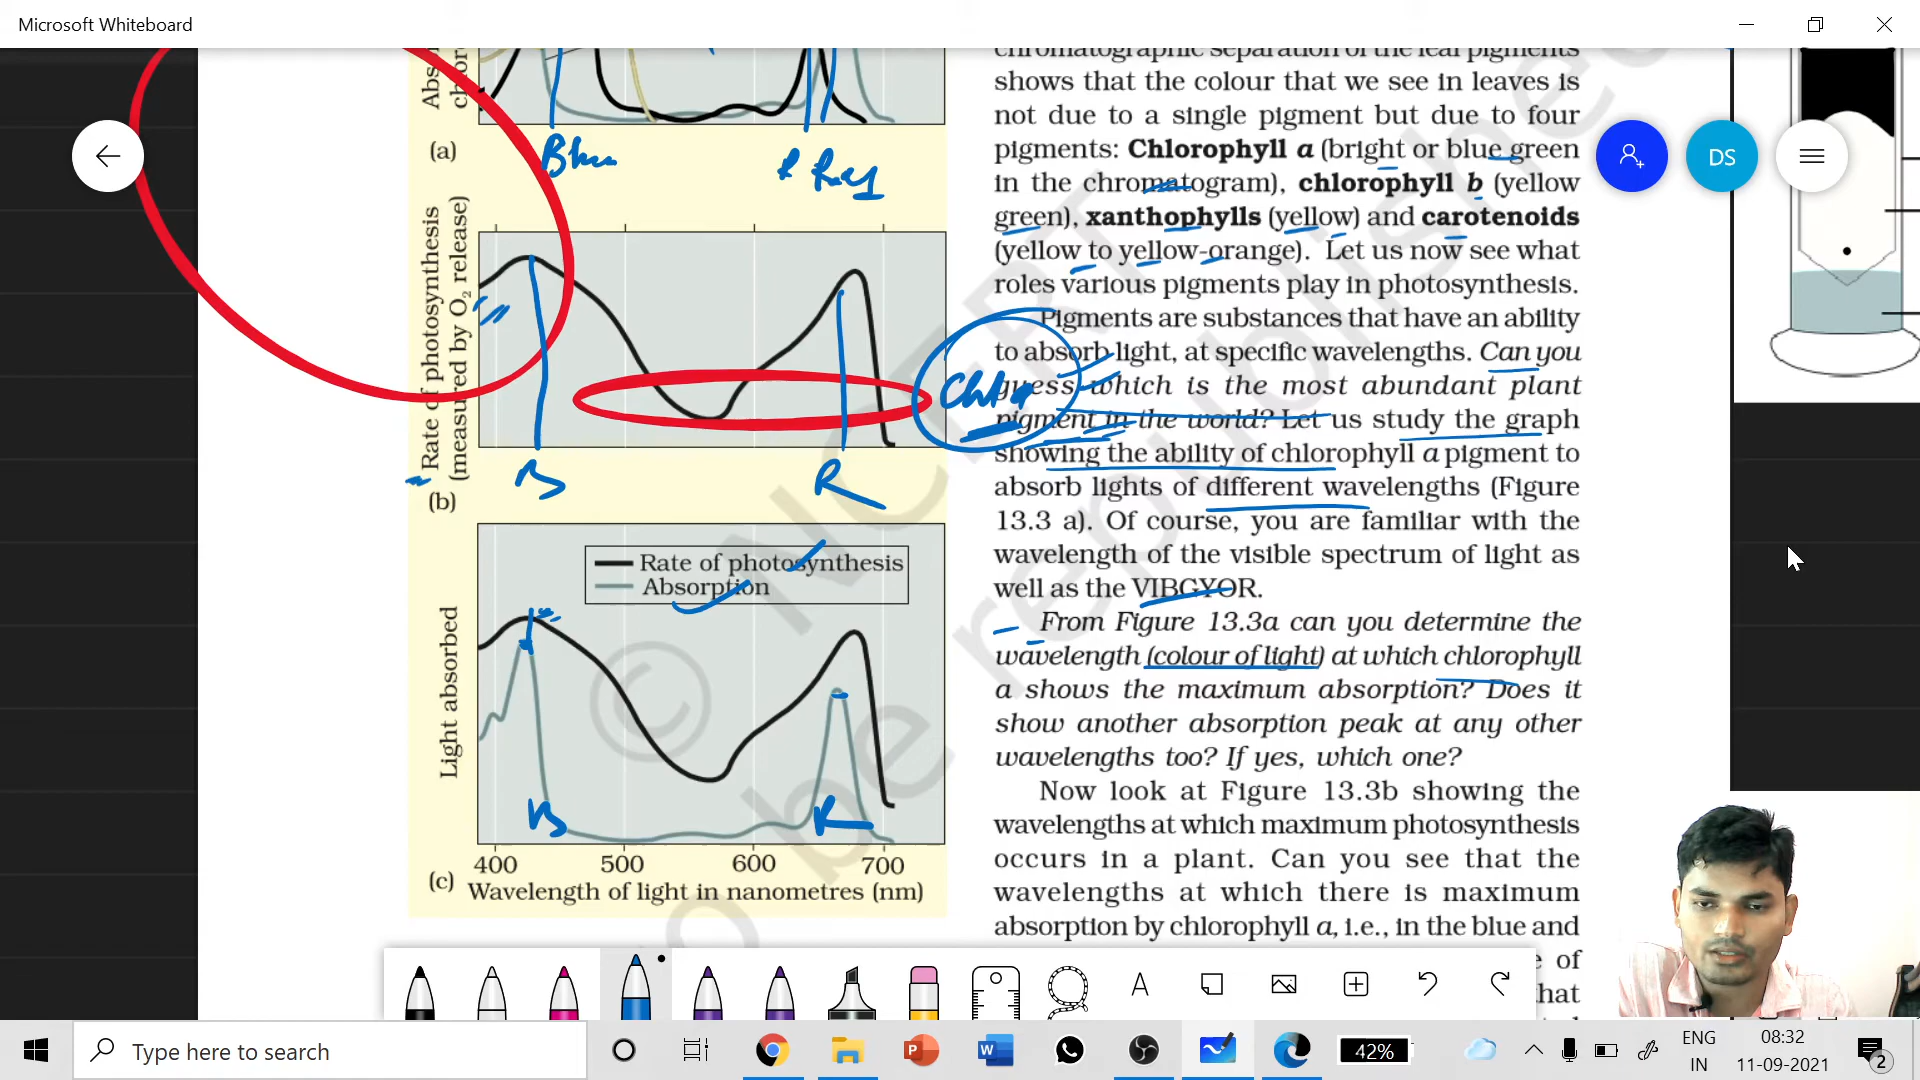 Microsoft Whiteboard
(a)
Blue
R Red
Rate of photosynthesis
(measured by O2 release)
(b)
B
R
Rate of photosynthesis
Absorption
Light absorbed
B
R
400 500 600 700
(c) Wavelength of light in nanometres (nm)
chromatographic separation of the leaf pigments
shows that the colour that we see in leaves is
not due to a single pigment but due to four
pigments: Chlorophyll a (bright or blue green
in the chromatogram), chlorophyll b (yellow
green), xanthophylls (yellow) and carotenoids
(yellow to yellow-orange). Let us now see what
roles various pigments play in photosynthesis.
Pigments are substances that have an ability
to absorb light, at specific wavelengths. Can you
guess which is the most abundant plant
pigment in the world? Let us study the graph
showing the ability of chlorophyll a pigment to
absorb lights of different wavelengths (Figure
13.3 a). Of course, you are familiar with the
wavelength of the visible spectrum of light as
well as the VIBGYOR.
From Figure 13.3a can you determine the
wavelength (colour of light) at which chlorophyll
a shows the maximum absorption? Does it
show another absorption peak at any other
wavelengths too? If yes, which one?
Now look at Figure 13.3b showing the
wavelengths at which maximum photosynthesis
occurs in a plant. Can you see that the
wavelengths at which there is maximum
absorption by chlorophyll a, i.e., in the blue and
of
hat
Chl a
© NCERT
republished
DS
A
Type here to search
42%
ENG
IN
08:32
11-09-2021
2